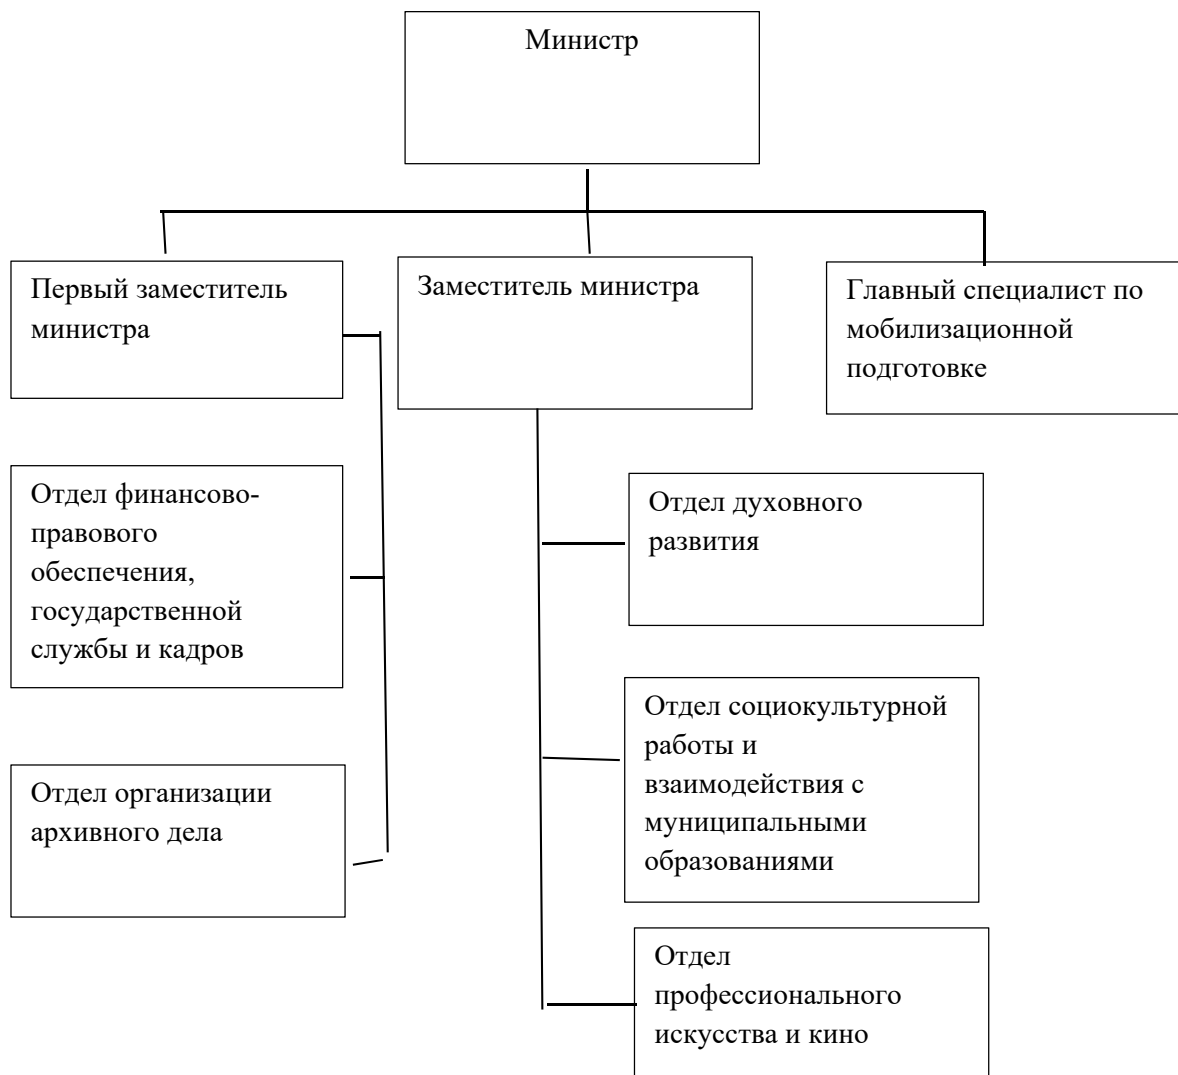 Министр
Первый заместитель
министра
Заместитель министра
Главный специалист по
мобилизационной
подготовке
Отдел финансово-
правового
обеспечения,
государственной
службы и кадров
Отдел организации
архивного дела
Отдел духовного
развития
Отдел социокультурной
работы и
взаимодействия с
муниципальными
образованиями
Отдел
профессионального
искусства и кино